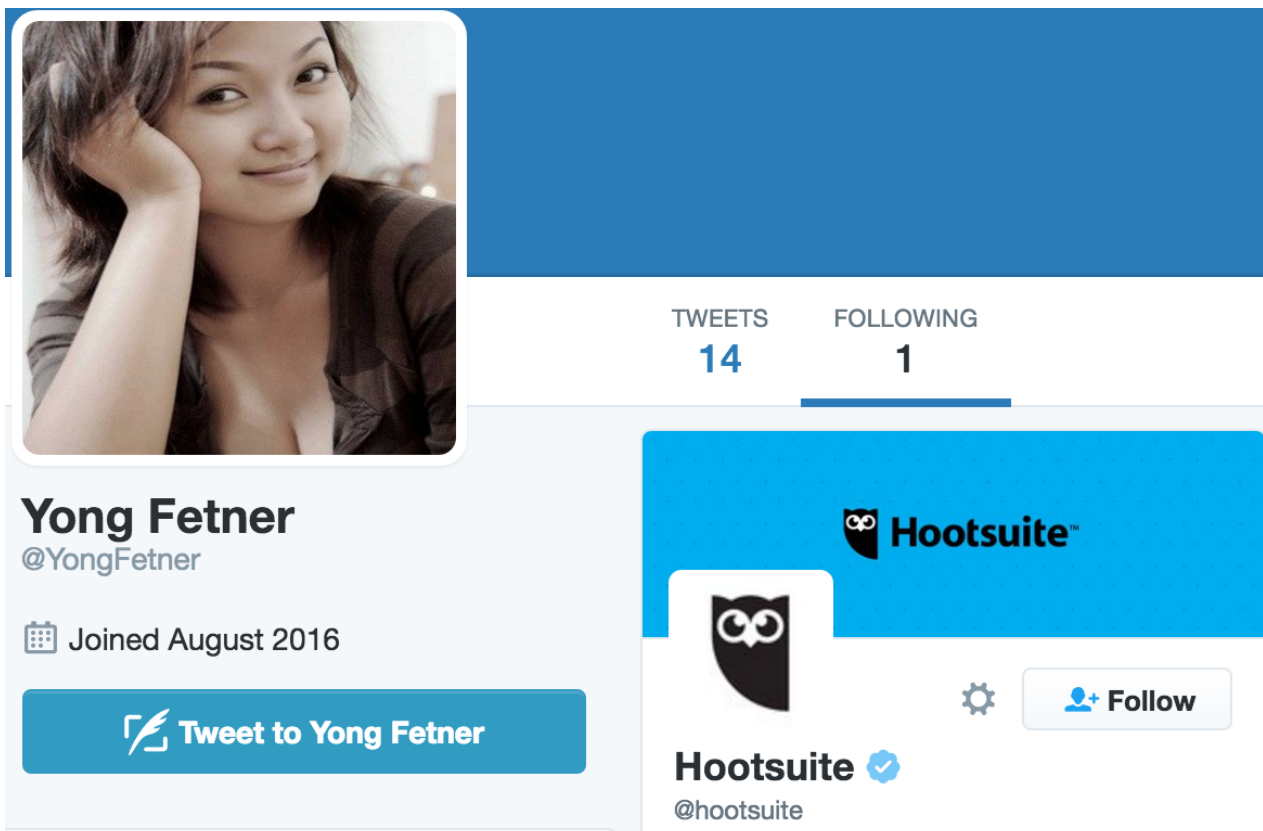 TWEETS
14
FOLLOWING
1
Yong Fetner
@YongFetner
Joined August 2016
Tweet to Yong Fetner
Hootsuite™
Follow
Hootsuite
@hootsuite